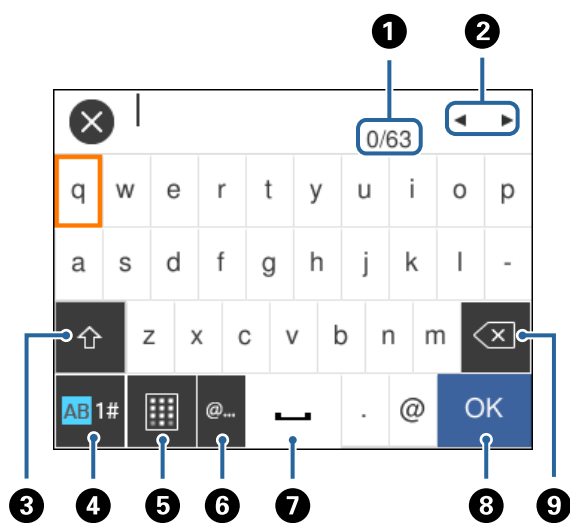 1 2
0/63
q w e r t y u i o p
a s d f g h j k l -
z x c v b n m
AB 1# @... . @ OK
3 4 5 6 7 8 9